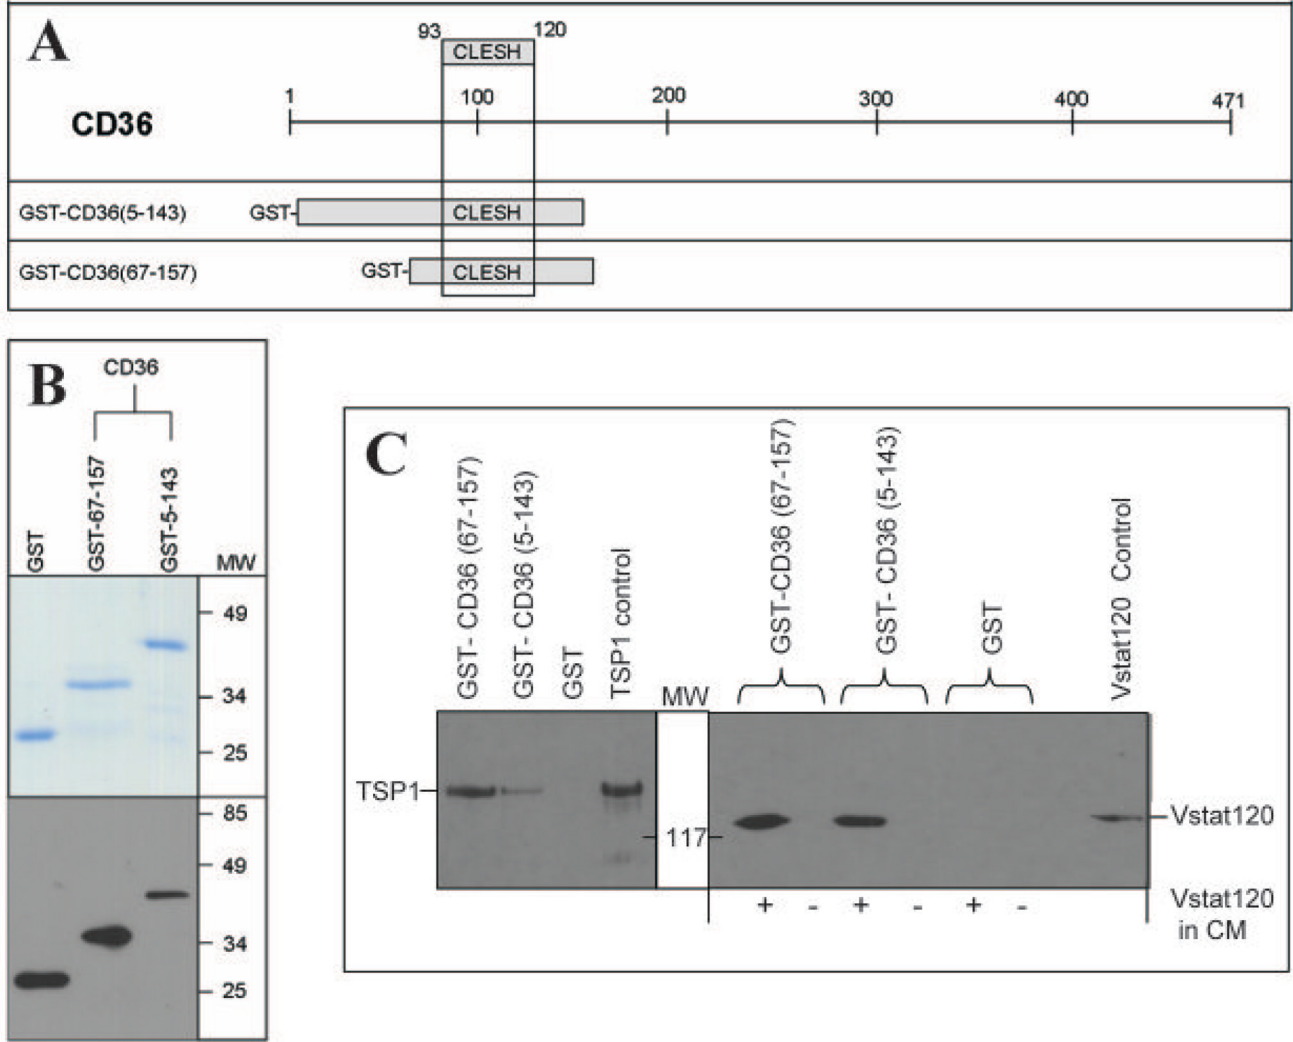 A
93 120
CLESH
1 100 200 300 400 471
CD36
GST-CD36(5-143) GST- CLESH
GST-CD36(67-157) GST- CLESH
B
CD36
GST
GST-67-157
GST-5-143
MW
49
34
25
85
49
34
25
C
GST- CD36 (67-157)
GST- CD36 (5-143)
GST
TSP1 control
MW
GST-CD36 (67-157)
GST- CD36 (5-143)
GST
Vstat120 Control
TSP1
117
Vstat120
+ - + - + - Vstat120
in CM